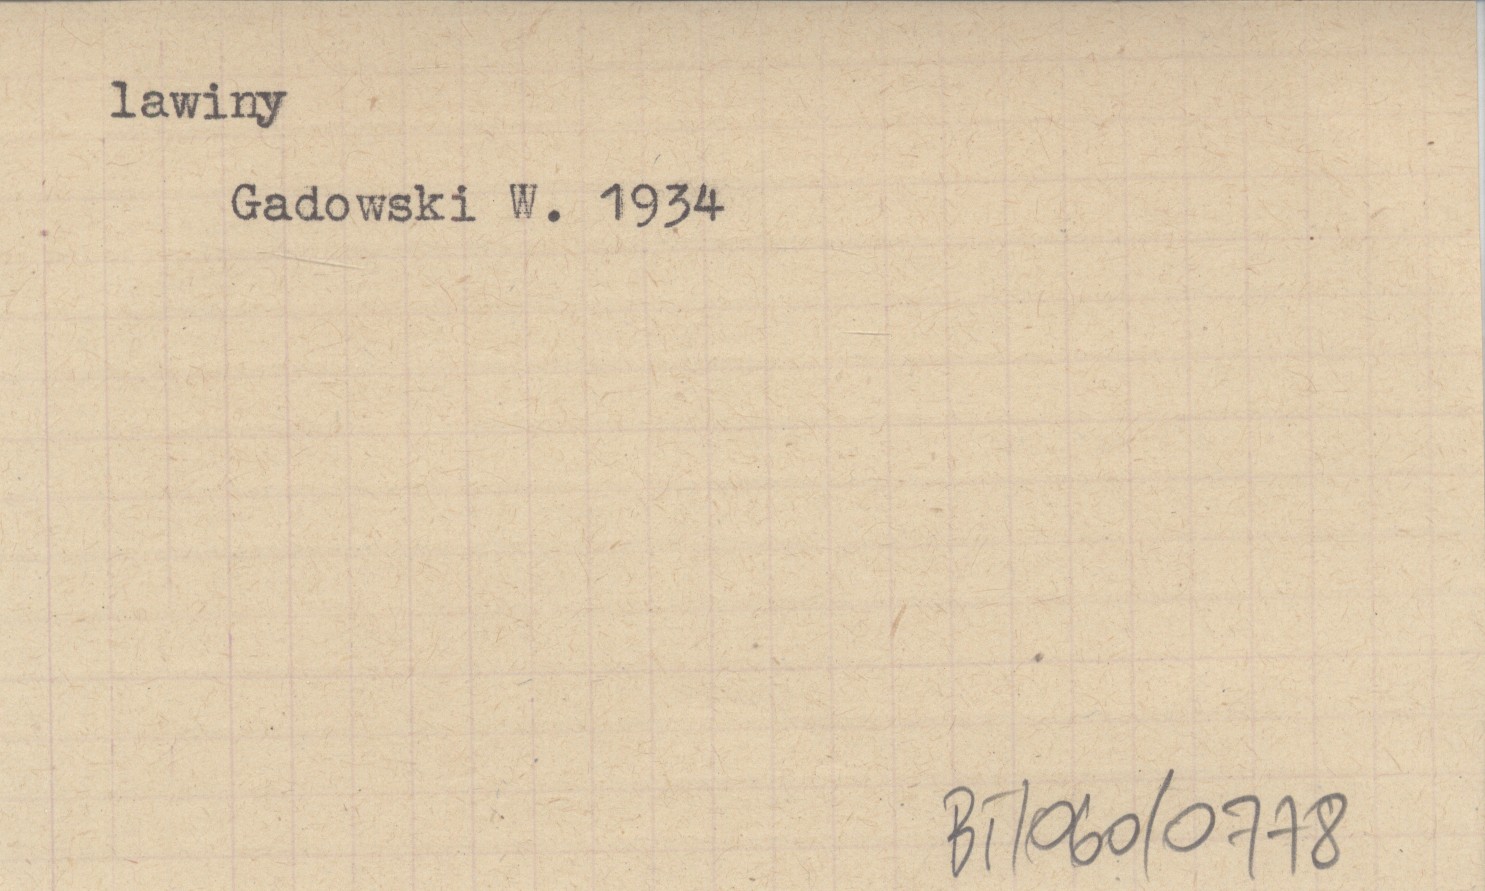 lawiny
Gadowski W. 1934
BT/060/0778